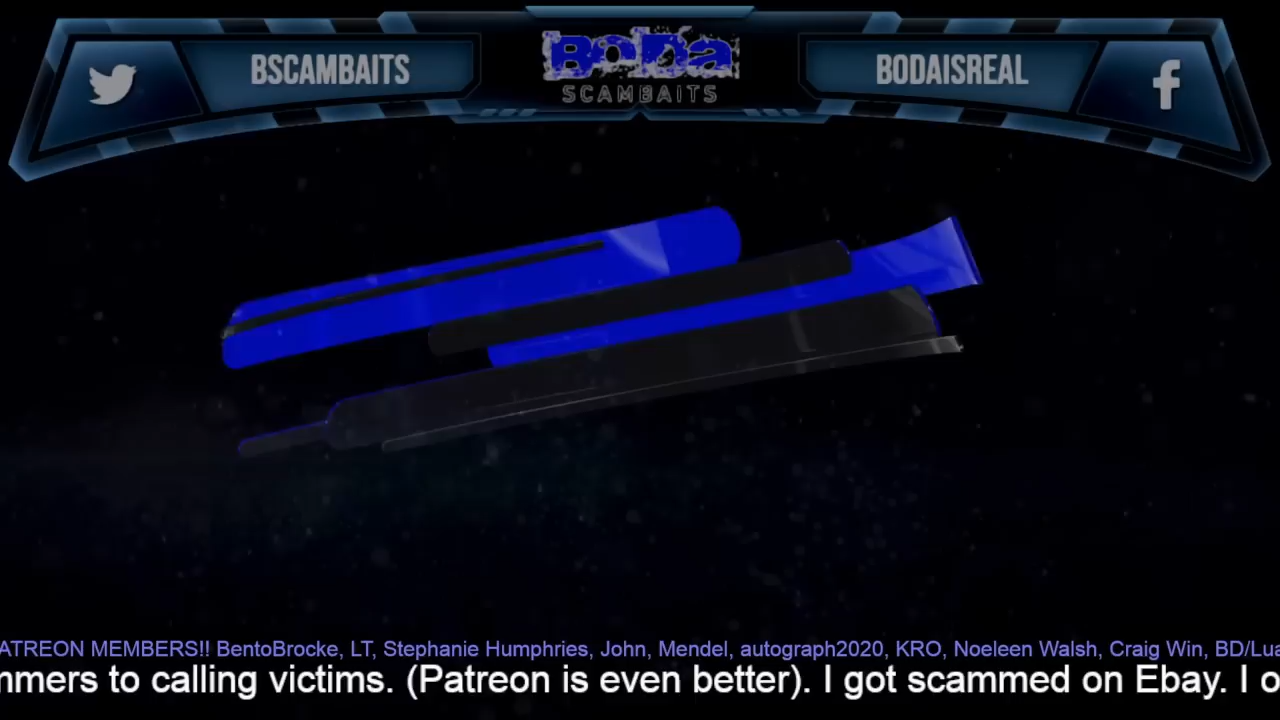 BSCAMBAITS
BoDa
SCAMBAITS
BODAISREAL
ATREON MEMBERS!! BentoBrocke, LT, Stephanie Humphries, John, Mendel, autograph2020, KRO, Noeleen Walsh, Craig Win, BD/Lua
mmers to calling victims. (Patreon is even better). I got scammed on Ebay. I o